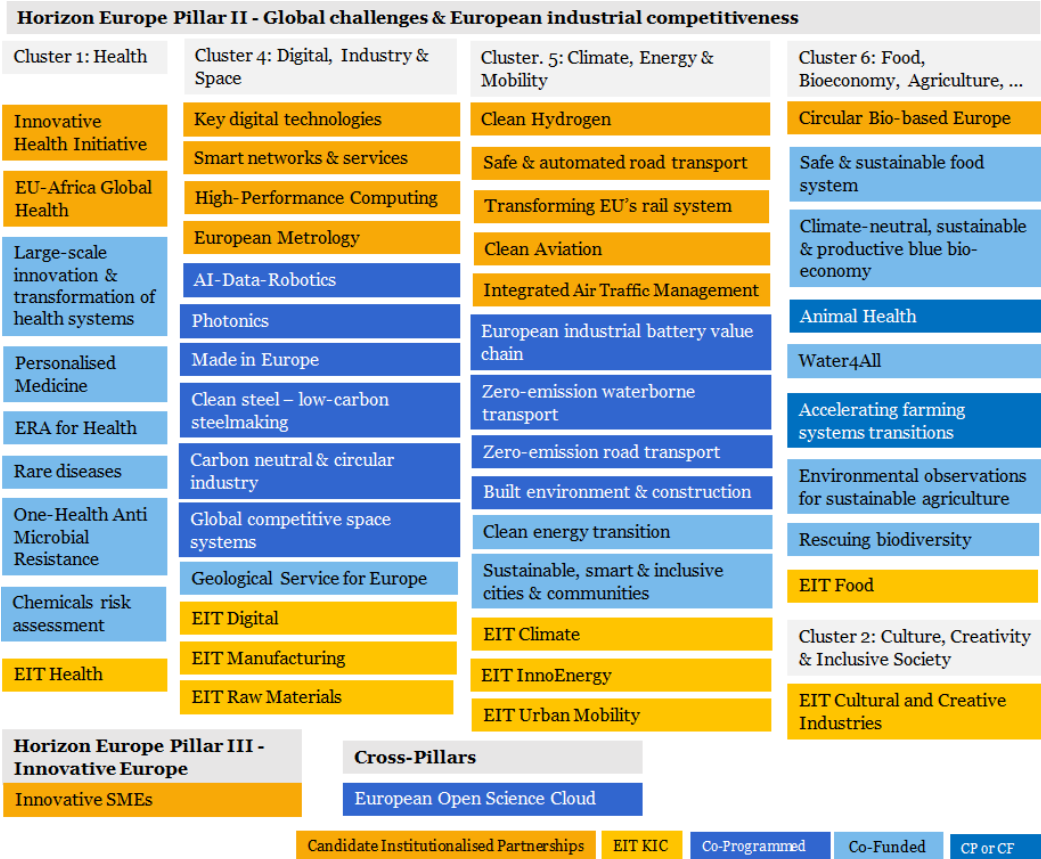 Horizon Europe Pillar II - Global challenges & European industrial competitiveness
Cluster 1: Health
Innovative
Health Initiative
EU-Africa Global
Health
Large-scale
innovation &
transformation of
health systems
Personalised
Medicine
ERA for Health
Rare diseases
One-Health Anti
Microbial
Resistance
Chemicals risk
assessment
EIT Health
Cluster 4: Digital, Industry &
Space
Key digital technologies
Smart networks & services
High-Performance Computing
European Metrology
AI-Data-Robotics
Photonics
Made in Europe
Clean steel – low-carbon
steelmaking
Carbon neutral & circular
industry
Global competitive space
systems
Geological Service for Europe
EIT Digital
EIT Manufacturing
EIT Raw Materials
Cluster. 5: Climate, Energy &
Mobility
Clean Hydrogen
Safe & automated road transport
Transforming EU's rail system
Clean Aviation
Integrated Air Traffic Management
European industrial battery value
chain
Zero-emission waterborne
transport
Zero-emission road transport
Built environment & construction
Clean energy transition
Sustainable, smart & inclusive
cities & communities
EIT Climate
EIT InnoEnergy
EIT Urban Mobility
Cluster 6: Food,
Bioeconomy, Agriculture, ...
Circular Bio-based Europe
Safe & sustainable food
system
Climate-neutral, sustainable
& productive blue bio-
economy
Animal Health
Water4All
Accelerating farming
systems transitions
Environmental observations
for sustainable agriculture
Rescuing biodiversity
EIT Food
Cluster 2: Culture, Creativity
& Inclusive Society
EIT Cultural and Creative
Industries
Horizon Europe Pillar III -
Innovative Europe
Innovative SMEs
Cross-Pillars
European Open Science Cloud
Candidate Institutionalised Partnerships
EIT KIC
Co-Programmed
Co-Funded
CP or CF